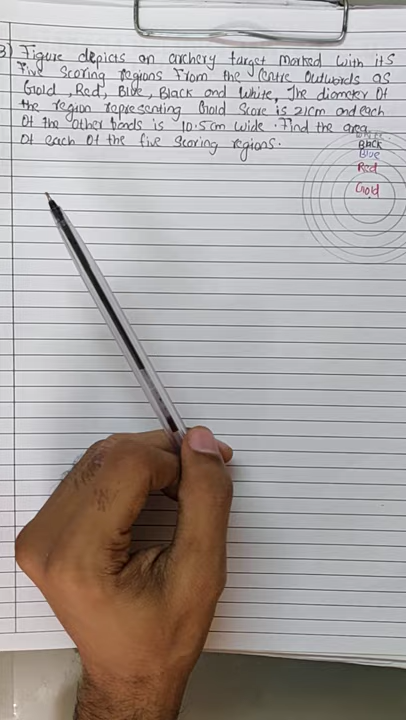 3) Figure depicts an archery target marked with its
Five scoring regions From the Centre Outwards as
Gold, Red, Blue, Black and White, The diameter Of
the region representing Gold Score is 21cm and each
Of the Other bands is 10.5cm wide. Find the area
Of each Of the five Scoring regions.
White
Black
Blue
Red
Gold